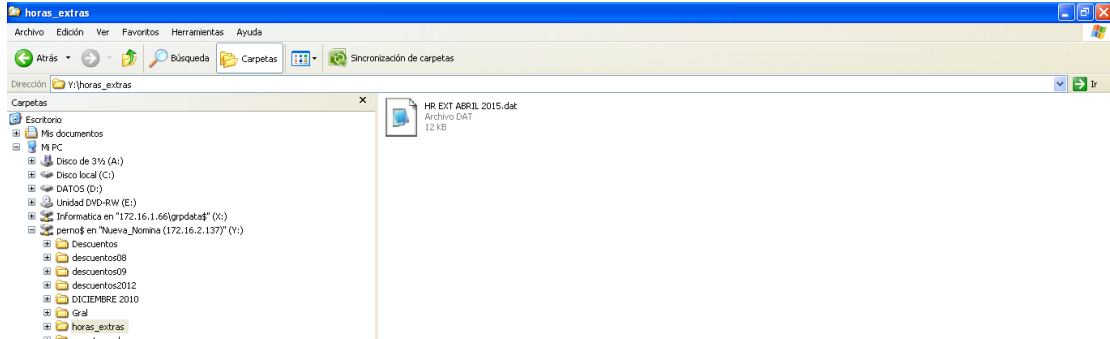 horas_extras
Archivo Edición Ver Favoritos Herramientas Ayuda
Atrás Búsqueda Carpetas Sincronización de carpetas
Dirección Y:\horas_extras Ir
Carpetas x
Escritorio
Mis documentos
Mi PC
Disco de 3½ (A:)
Disco local (C:)
DATOS (D:)
Unidad DVD-RW (E:)
Informatica en "172.16.1.66\grpdata$" (X:)
perno$ en "Nueva_Nomina (172.16.2.137)" (Y:)
Descuentos
descuentos08
descuentos09
descuentos2012
DICIEMBRE 2010
Gral
horas_extras
HR EXT ABRIL 2015.dat
Archivo DAT
12 KB